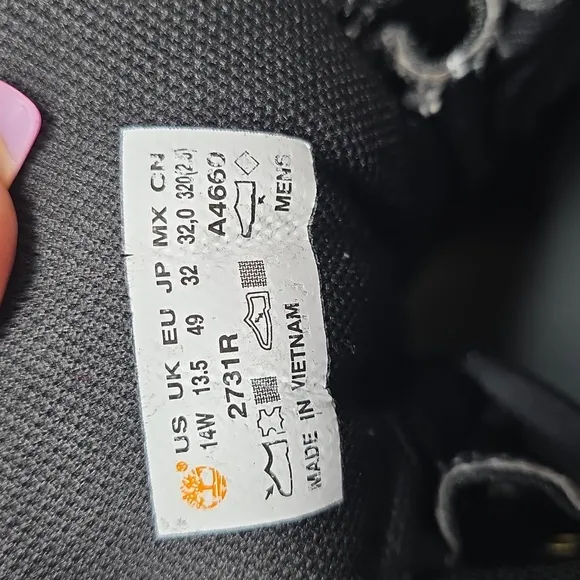 US UK EU JP MX CN
14W 13.5 49 32 32,0 320(2.5)
2731R A4660
MADE IN VIETNAM MENS